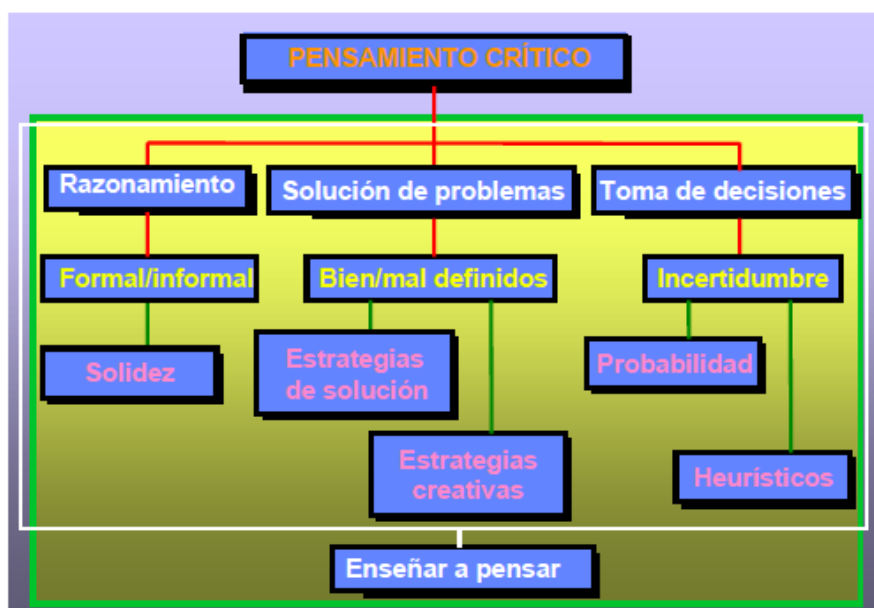 PENSAMIENTO CRÍTICO
Razonamiento
Solución de problemas
Toma de decisiones
Formal/informal
Bien/mal definidos
Incertidumbre
Solidez
Estrategias
de solución
Probabilidad
Estrategias
creativas
Heurísticos
Enseñar a pensar